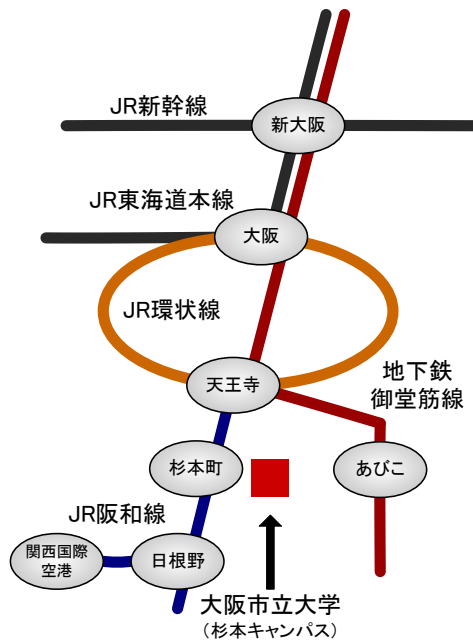 JR新幹線
新大阪
JR東海道本線
大阪
JR環状線
天王寺
地下鉄
御堂筋線
杉本町
あびこ
JR阪和線
関西国際
空港
日根野
大阪市立大学
(杉本キャンパス)